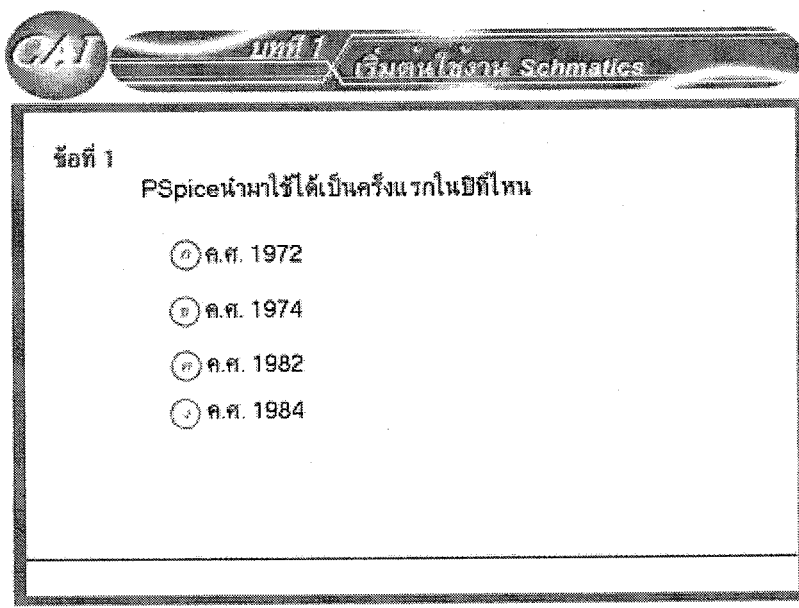 CAI
บทที่ 1
เริ่มต้นใช้งาน Schmatics
ข้อที่ 1
PSpiceนำมาใช้ได้เป็นครั้งแรกในปีที่ไหน
ก ค.ศ. 1972
ข ค.ศ. 1974
ค ค.ศ. 1982
ง ค.ศ. 1984